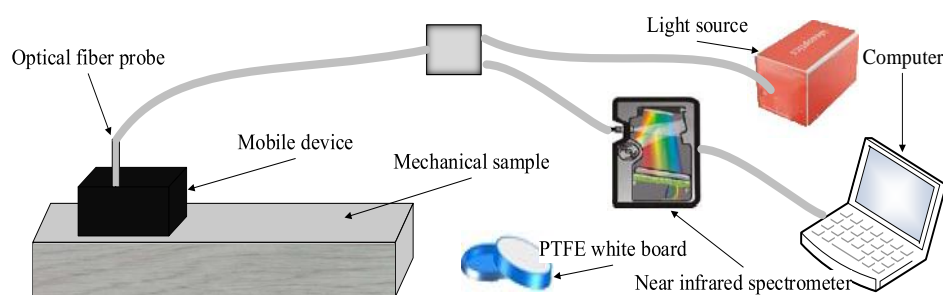 Light source
Optical fiber probe
Computer
Mobile device
Mechanical sample
PTFE white board
Near infrared spectrometer